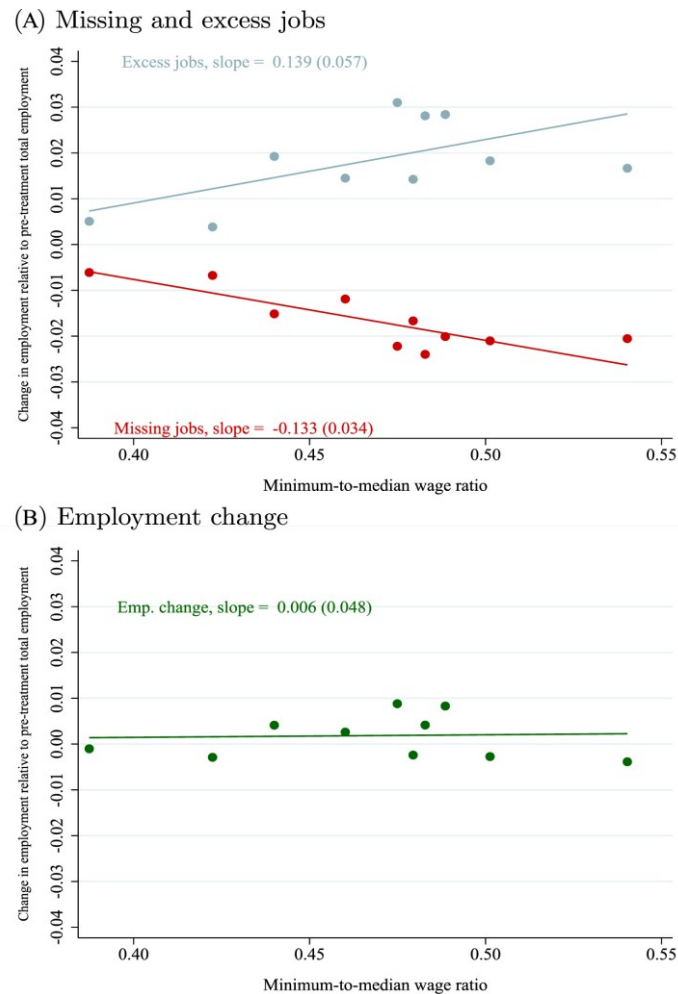 (A) Missing and excess jobs
Change in employment relative to pre-treatment total employment
0.04
0.03
0.02
0.01
0.00
-0.01
-0.02
-0.03
-0.04
Excess jobs, slope = 0.139 (0.057)
Missing jobs, slope = -0.133 (0.034)
0.40 0.45 0.50 0.55
Minimum-to-median wage ratio
(B) Employment change
Change in employment relative to pre-treatment total employment
0.04
0.03
0.02
0.01
0.00
-0.01
-0.02
-0.03
-0.04
Emp. change, slope = 0.006 (0.048)
0.40 0.45 0.50 0.55
Minimum-to-median wage ratio